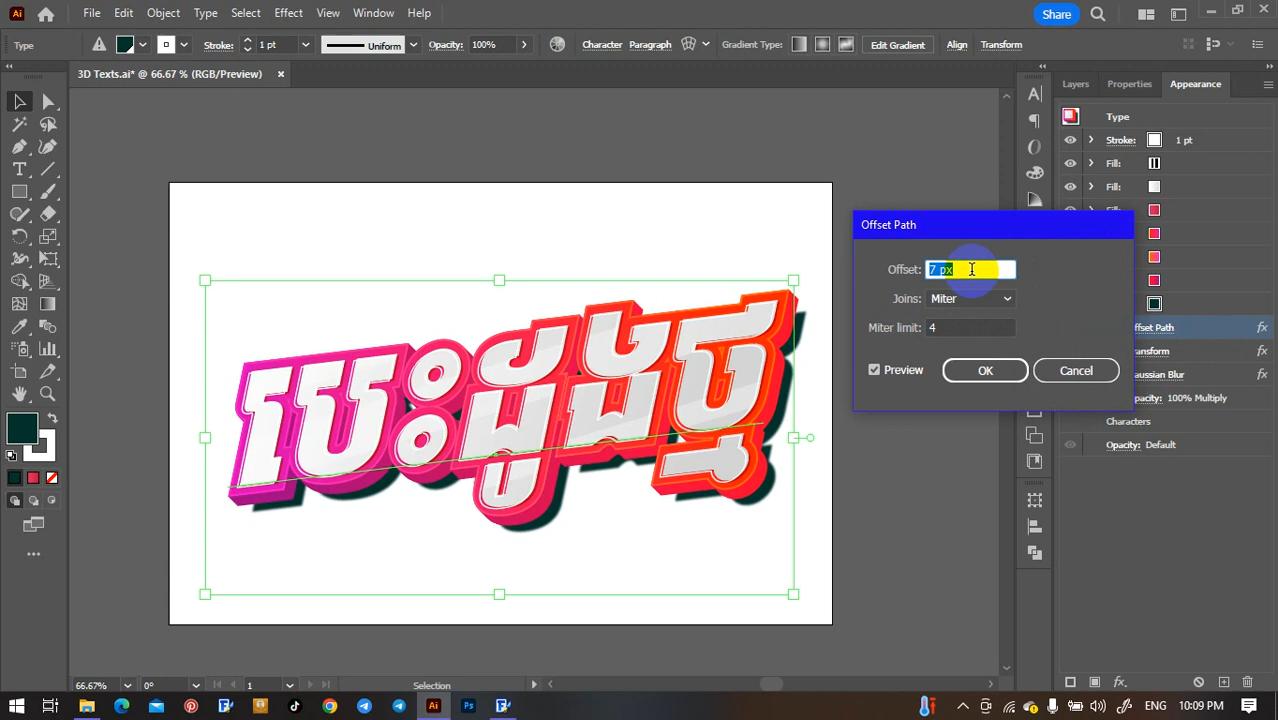 File Edit Object Type Select Effect View Window Help
Share
Type
Stroke: 1 pt
Uniform
Opacity: 100%
Character Paragraph
Gradient Type:
Edit Gradient
Align
Transform
3D Texts.ai* @ 66.67 % (RGB/Preview)
Layers Properties Appearance
Type
Stroke: 1 pt
Fill:
Fill:
Fill:
Offset Path
Offset: 7 px
Joins: Miter
Miter limit: 4
Preview
OK Cancel
ffset Path
ansform
aussian Blur
pacity: 100% Multiply
Characters
Opacity: Default
66.67% 0° 1 Selection
10:09 PM